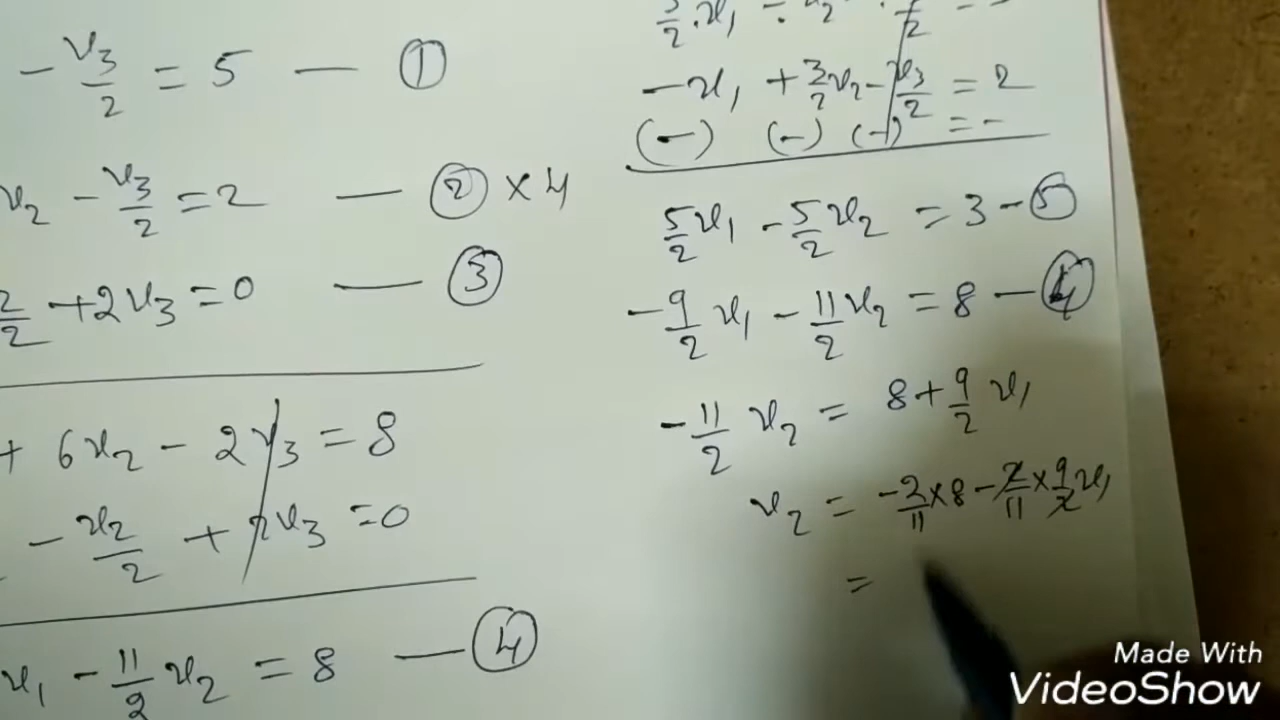 - v3/2 = 5 — ①
v2 - v3/2 = 2 — ② × 4
2/2 + 2v3 = 0 — ③
+ 6v2 - 2v3 = 8
- v2/2 + 2v3 = 0
v1 - 11/2 v2 = 8 — ④
-v1 + 3/2 v2 - v3/2 = 2
(-) (-) (-) = -
5/2 v1 - 5/2 v2 = 3 - ⑤
-9/2 v1 - 11/2 v2 = 8 - ④
-11/2 v2 = 8 + 9/2 v1
v2 = -2/11 × 8 - 2/11 × 9/2 v1
=
Made With
VideoShow